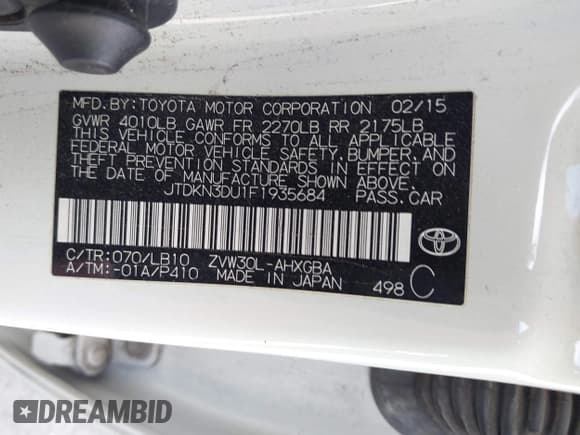 MFD. BY: TOYOTA MOTOR CORPORATION 02/15
GVWR 4010LB GAWR FR 2270LB RR 2175LB
THIS VEHICLE CONFORMS TO ALL APPLICABLE
FEDERAL MOTOR VEHICLE SAFETY, BUMPER, AND
THEFT PREVENTION STANDARDS IN EFFECT ON
THE DATE OF MANUFACTURE SHOWN ABOVE.
JTDKN3DU1F1935684 PASS. CAR
TOYOTA
C/TR: 070/LB10 ZVW30L-AHXGBA
A/TM: -01A/P410 MADE IN JAPAN
498 C
DREAMBID